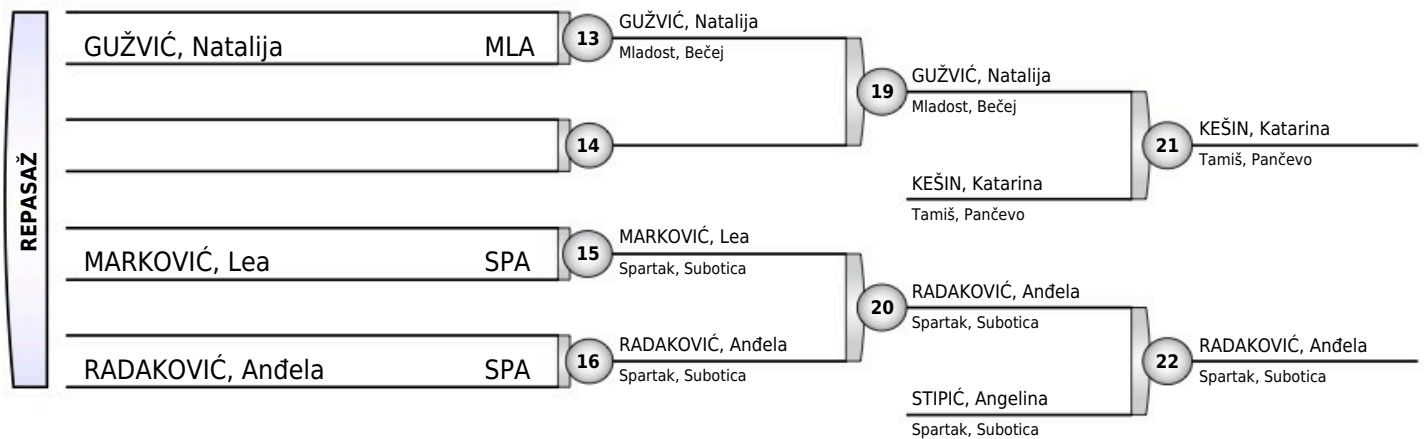 REPASAŽ
GUŽVIĆ, Natalija MLA
13
GUŽVIĆ, Natalija
Mladost, Bečej
14
19
GUŽVIĆ, Natalija
Mladost, Bečej
KEŠIN, Katarina
Tamiš, Pančevo
21
KEŠIN, Katarina
Tamiš, Pančevo
MARKOVIĆ, Lea SPA
15
MARKOVIĆ, Lea
Spartak, Subotica
RADAKOVIĆ, Anđela SPA
16
RADAKOVIĆ, Anđela
Spartak, Subotica
20
RADAKOVIĆ, Anđela
Spartak, Subotica
STIPIĆ, Angelina
Spartak, Subotica
22
RADAKOVIĆ, Anđela
Spartak, Subotica